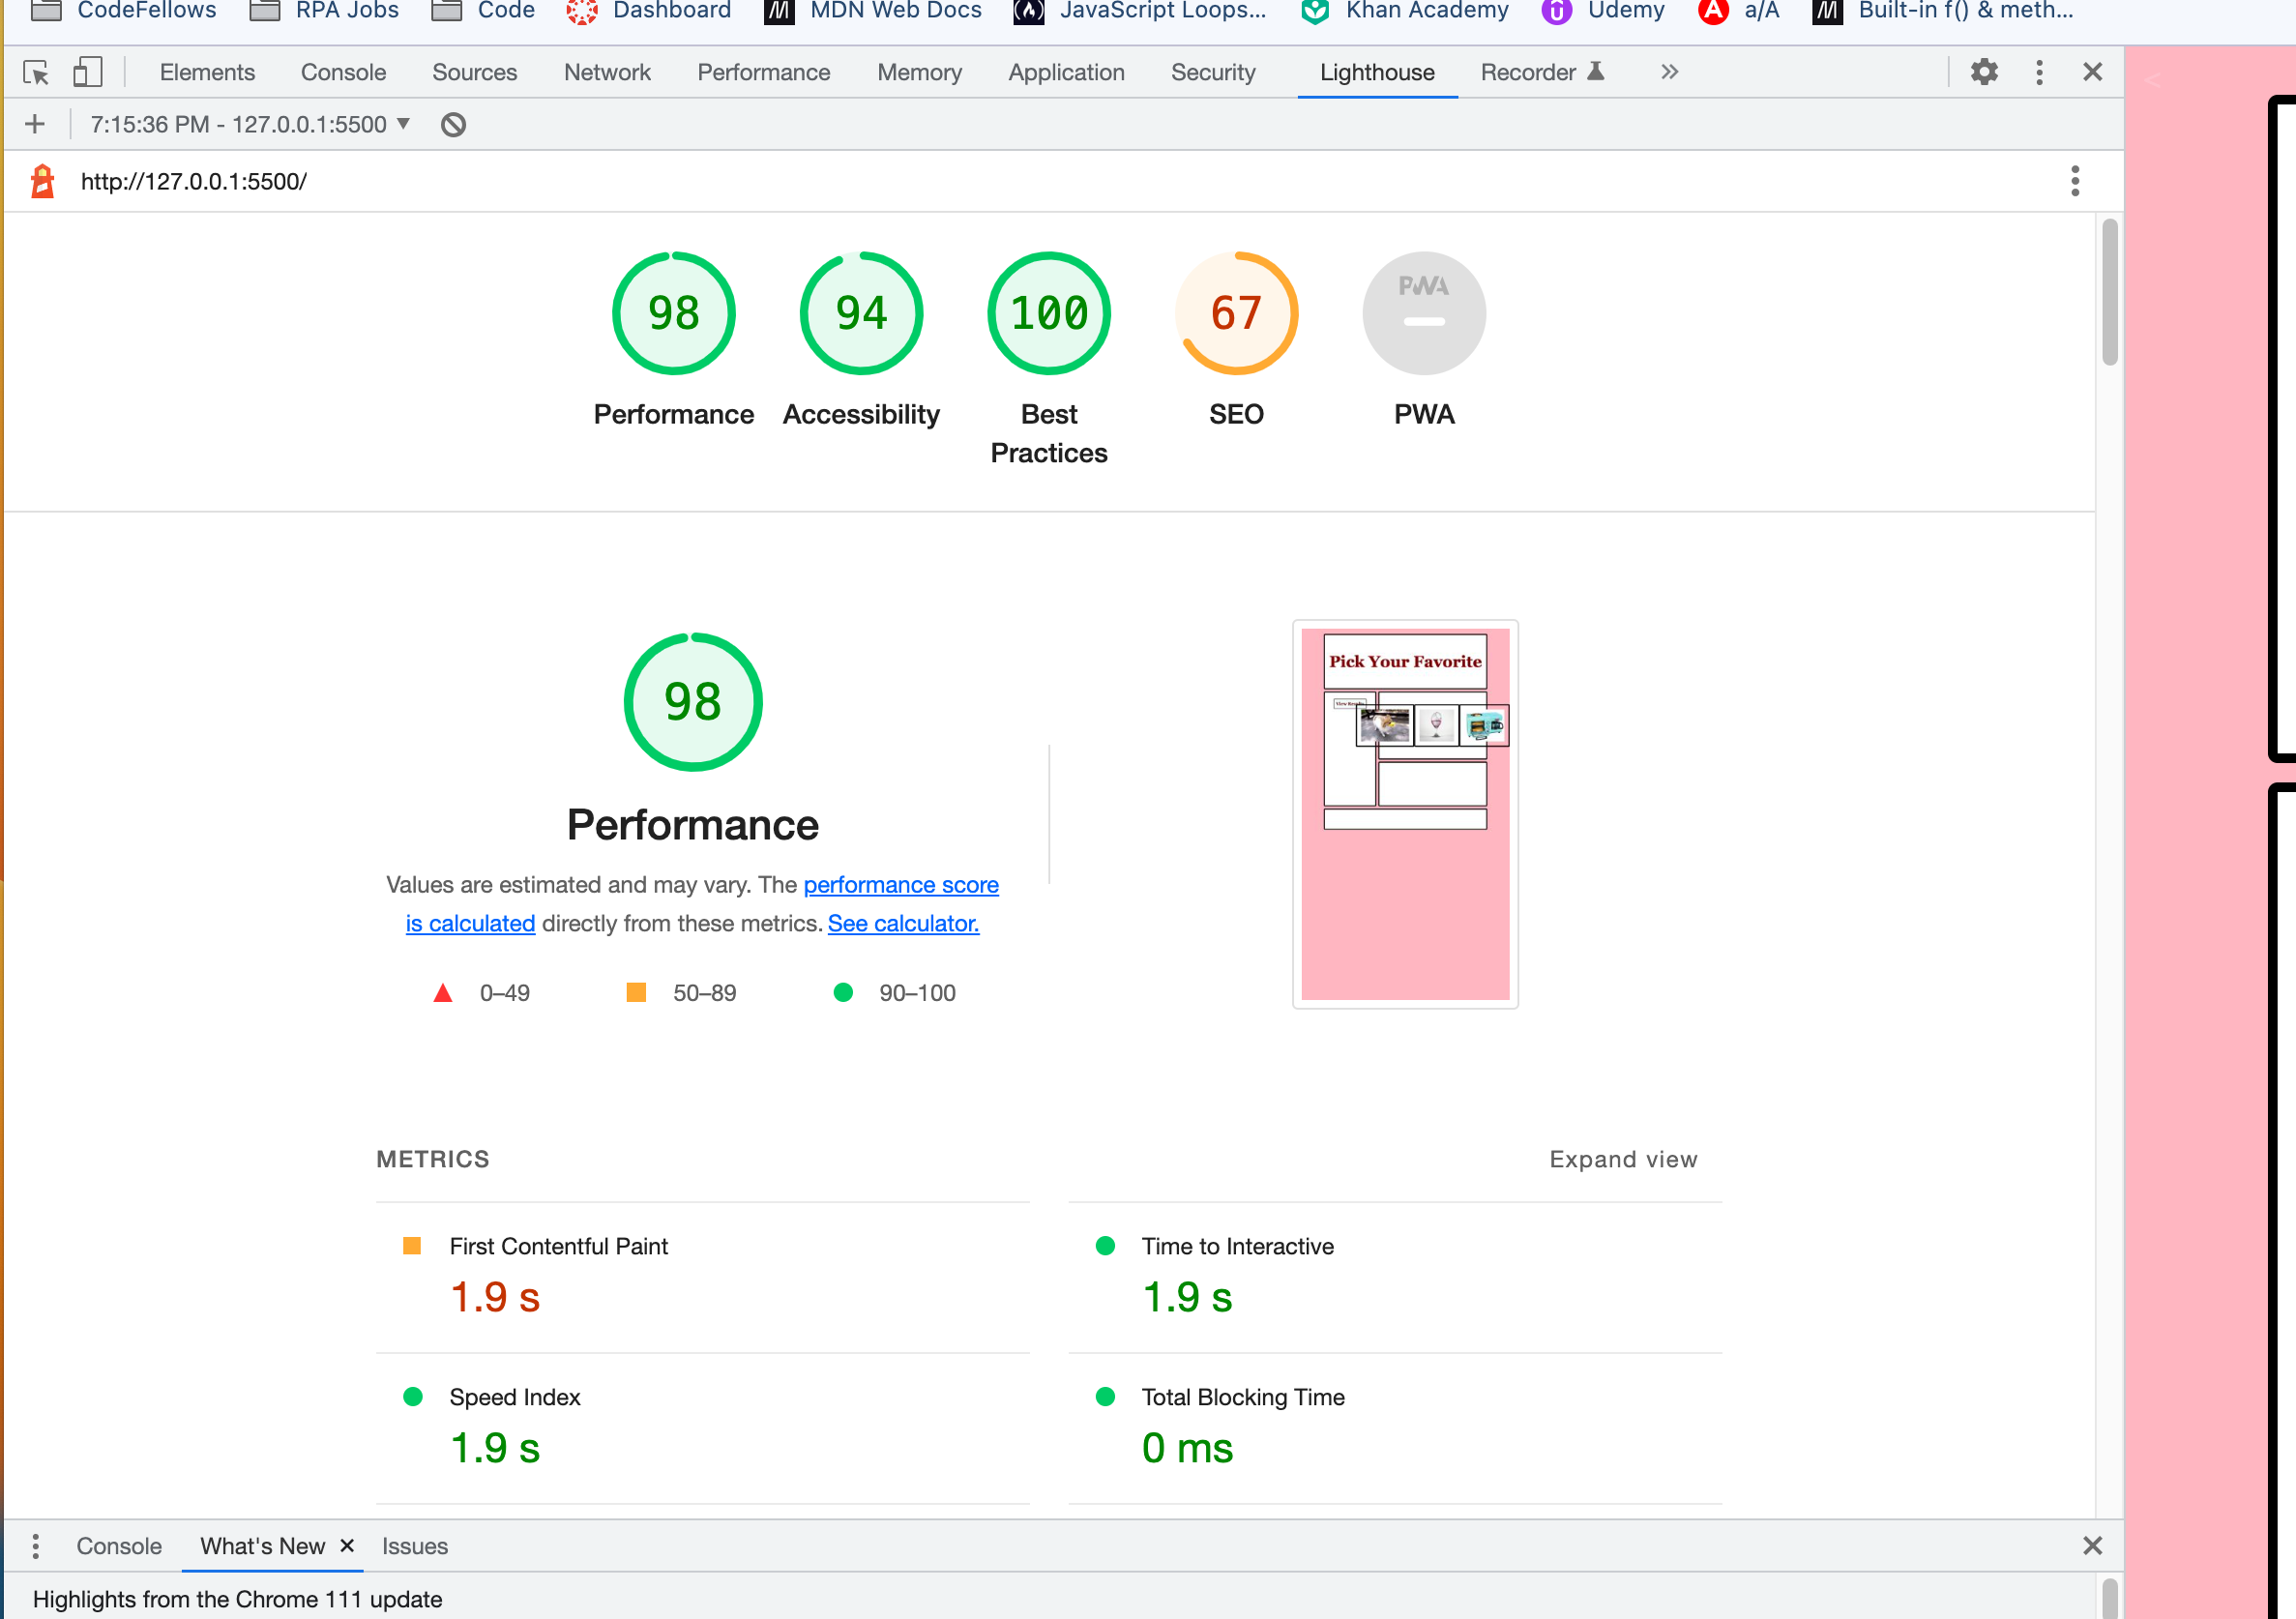 CodeFellows RPA Jobs Code Dashboard MDN Web Docs JavaScript Loops... Khan Academy Udemy a/A Built-in f() & meth...
Elements Console Sources Network Performance Memory Application Security Lighthouse Recorder
7:15:36 PM - 127.0.0.1:5500
http://127.0.0.1:5500/
98 94 100 67 PWA
Performance Accessibility Best Practices SEO PWA
98
Performance
Values are estimated and may vary. The performance score
is calculated directly from these metrics. See calculator.
0–49 50–89 90–100
Pick Your Favorite
View Results
METRICS Expand view
First Contentful Paint
1.9 s
Time to Interactive
1.9 s
Speed Index
1.9 s
Total Blocking Time
0 ms
Console What's New Issues
Highlights from the Chrome 111 update